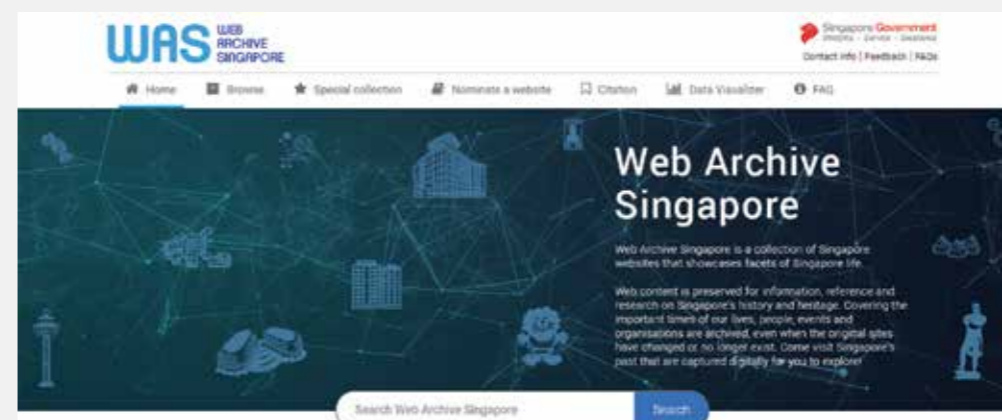 WAS WEB
ARCHIVE
SINGAPORE
Singapore Government
Integrity · Service · Excellence
Contact Info | Feedback | FAQs
Home Browse Special collection Nominate a website Citation Data Visualizer FAQ
Web Archive
Singapore
Web Archive Singapore is a collection of Singapore
websites that showcases facets of Singapore life.
Web content is preserved for information, reference and
research on Singapore's history and heritage. Covering the
important times of our lives, people, events and
organisations are archived, even when the original sites
have changed or no longer exist. Come visit Singapore's
past that are captured digitally for you to explore!
Search Web Archive Singapore Search